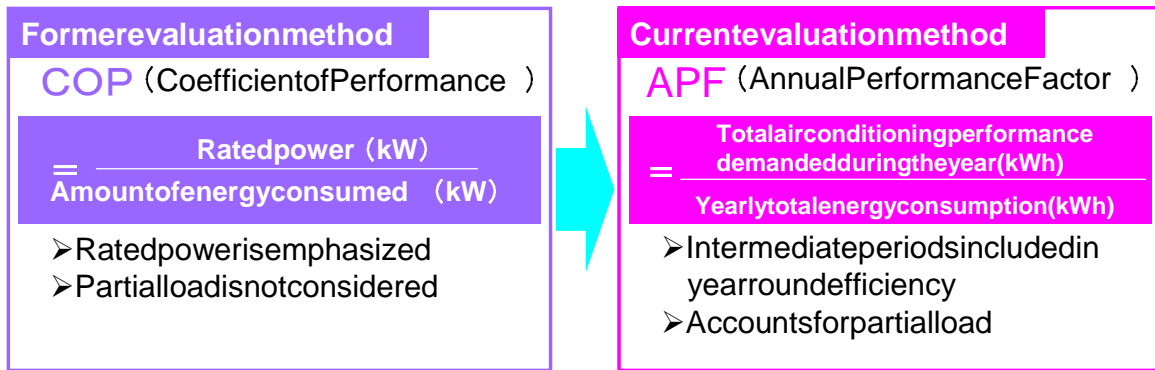 Formerevaluationmethod
COP（CoefficientofPerformance ）
＝ Ratedpower（kW）
Amountofenergyconsumed （kW）
➢Ratedpowerisemphasized
➢Partialloadisnotconsidered
Currentevaluationmethod
APF（AnnualPerformanceFactor ）
＝ Totalairconditioningperformance
demandedduringtheyear(kWh)
Yearlytotalenergyconsumption(kWh)
➢Intermediateperiodsincludedin
yearroundefficiency
➢Accountsforpartialload